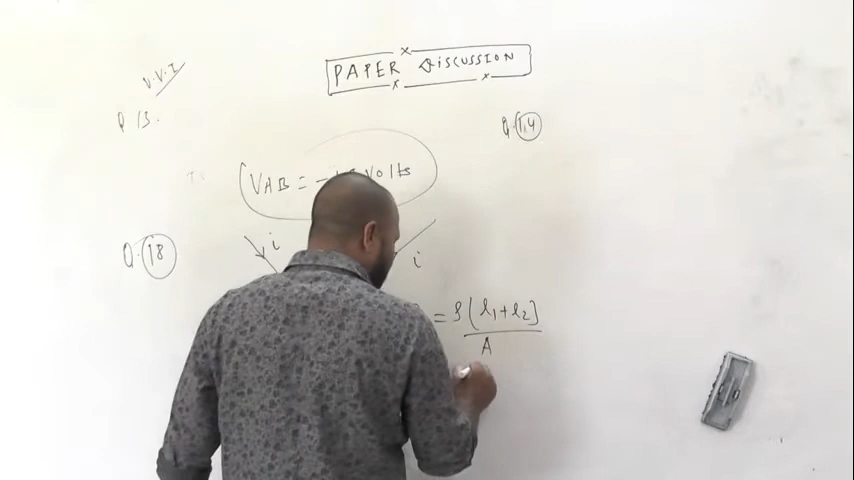 PAPER DISCUSSION
V.V.I
Q 13.
Q.14
VAB = - Volts
Q.18
i
i
= ρ(l₁+l₂)
A